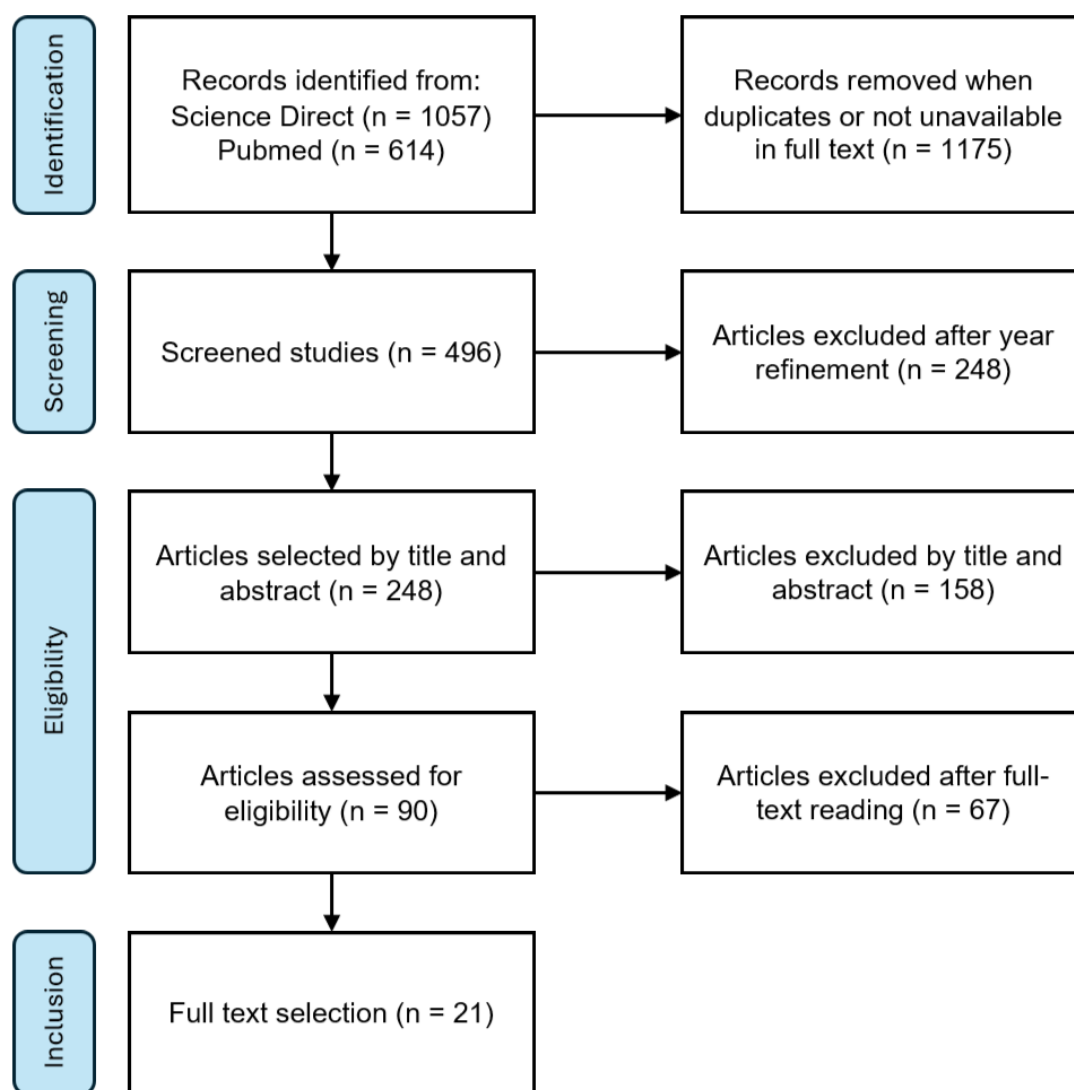 Identification
Records identified from:
Science Direct (n = 1057)
Pubmed (n = 614)
Records removed when
duplicates or not unavailable
in full text (n = 1175)
Screening
Screened studies (n = 496)
Articles excluded after year
refinement (n = 248)
Eligibility
Articles selected by title and
abstract (n = 248)
Articles excluded by title and
abstract (n = 158)
Articles assessed for
eligibility (n = 90)
Articles excluded after full-
text reading (n = 67)
Inclusion
Full text selection (n = 21)